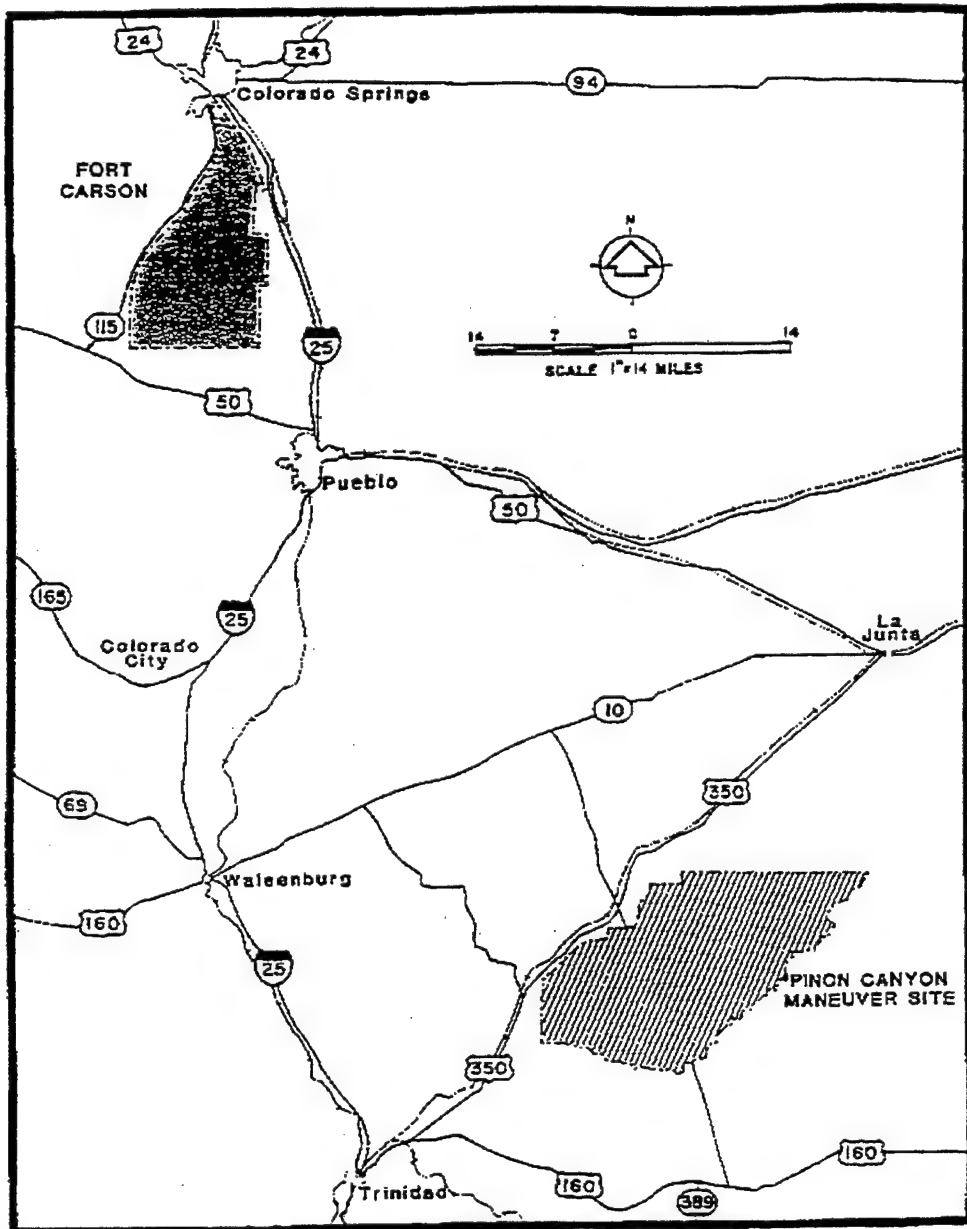 24
24
Colorado Springs
94
FORT
CARSON
N
115
25
14 7 0 14
SCALE 1"=14 MILES
50
Pueblo
50
165
25
Colorado
City
La
Junta
10
69
350
Walsenburg
160
25
PINON CANYON
MANEUVER SITE
350
160
Trinidad
160
389